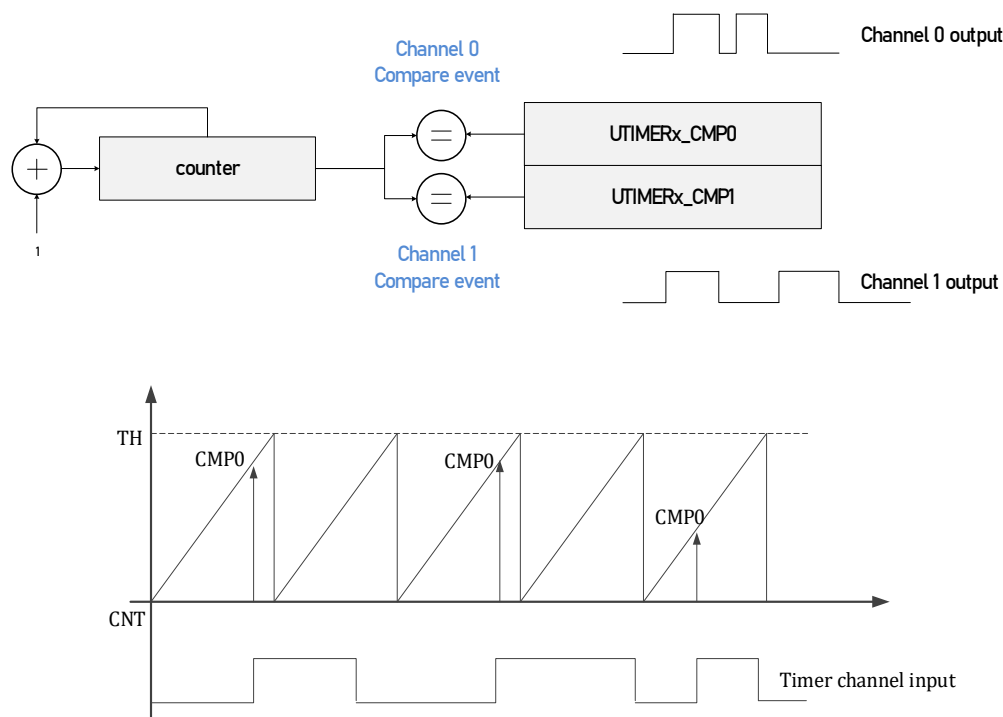 Channel 0 output
Channel 0
Compare event
UTIMERx_CMP0
counter
UTIMERx_CMP1
1
Channel 1
Compare event
Channel 1 output
TH
CMP0
CMP0
CMP0
CNT
Timer channel input